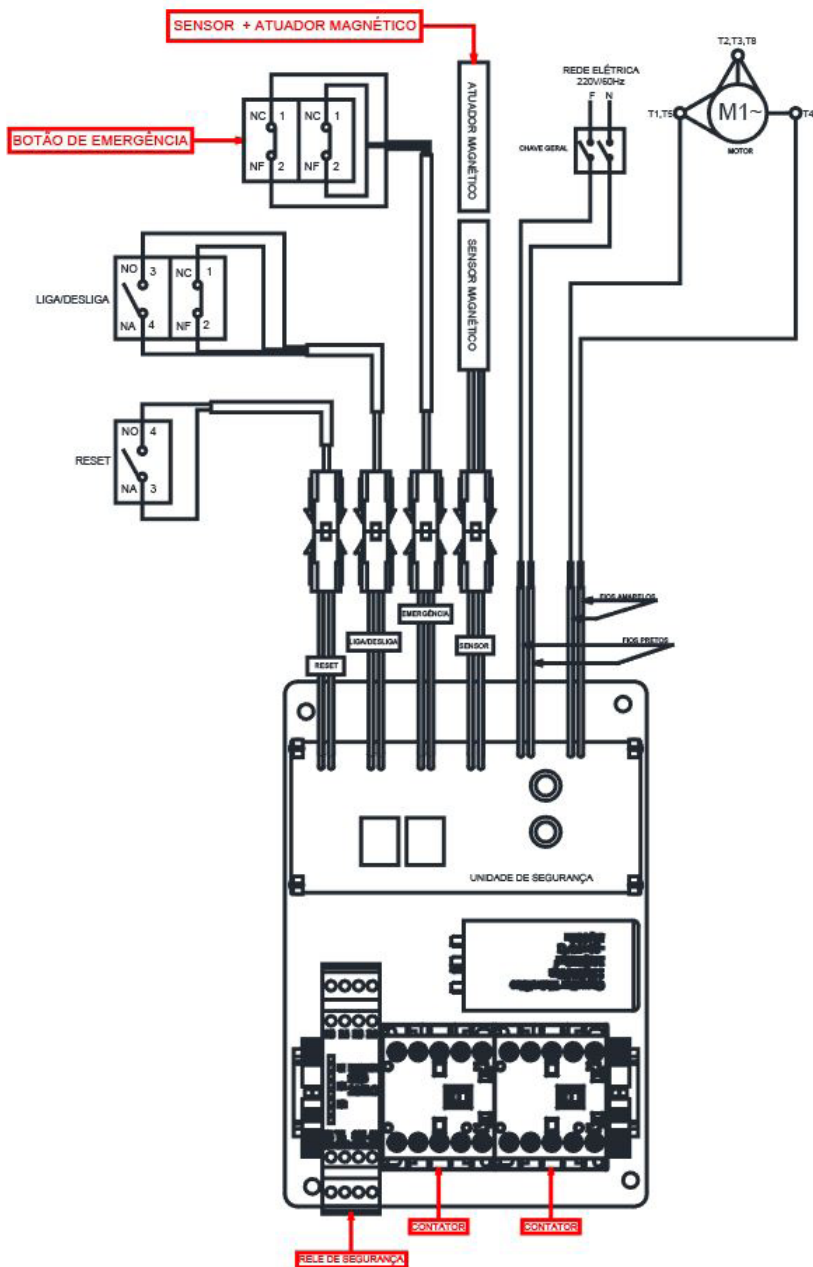 SENSOR + ATUADOR MAGNÉTICO
T2,T3,T8
REDE ELÉTRICA
220V/60Hz
F N
ATUADOR MAGNÉTICO
NC 1 NC 1
NF 2 NF 2
BOTÃO DE EMERGÊNCIA
T1,T5
M1~
T4
MOTOR
CHAVE GERAL
SENSOR MAGNÉTICO
NO 3 NC 1
LIGA/DESLIGA
NA 4 NF 2
NO 4
RESET
NA 3
FIOS AMARELOS
EMERGÊNCIA
LIGA/DESLIGA
SENSOR
FIOS PRETOS
RESET
UNIDADE DE SEGURANÇA
CONTATOR
CONTATOR
RELE DE SEGURANÇA